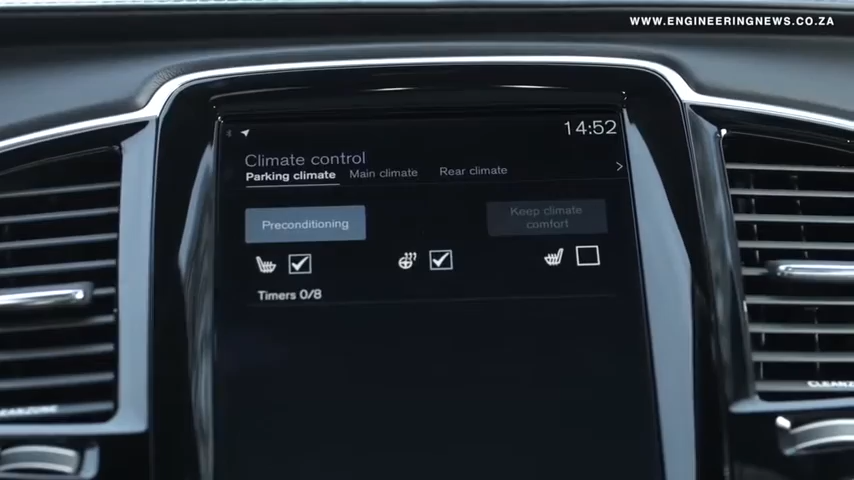 WWW.ENGINEERINGNEWS.CO.ZA
14:52
Climate control
Parking climate Main climate Rear climate
Preconditioning
Keep climate
comfort
Timers 0/8